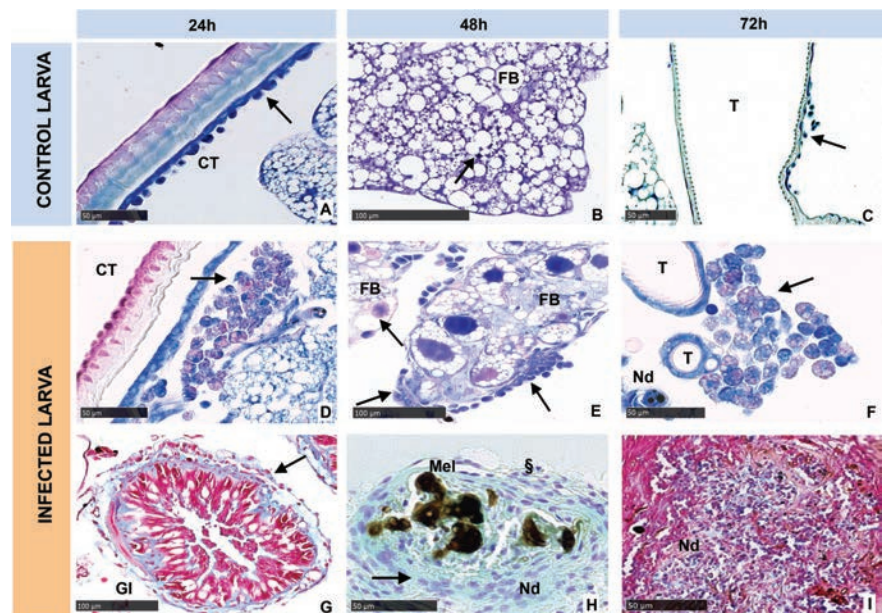 24h
48h
72h
CONTROL LARVA
CT
50 µm
A
FB
100 µm
B
T
50 µm
C
INFECTED LARVA
CT
50 µm
D
FB
FB
100 µm
E
T
T
Nd
50 µm
F
GI
100 µm
G
Mel
§
Nd
50 µm
H
Nd
50 µm
I